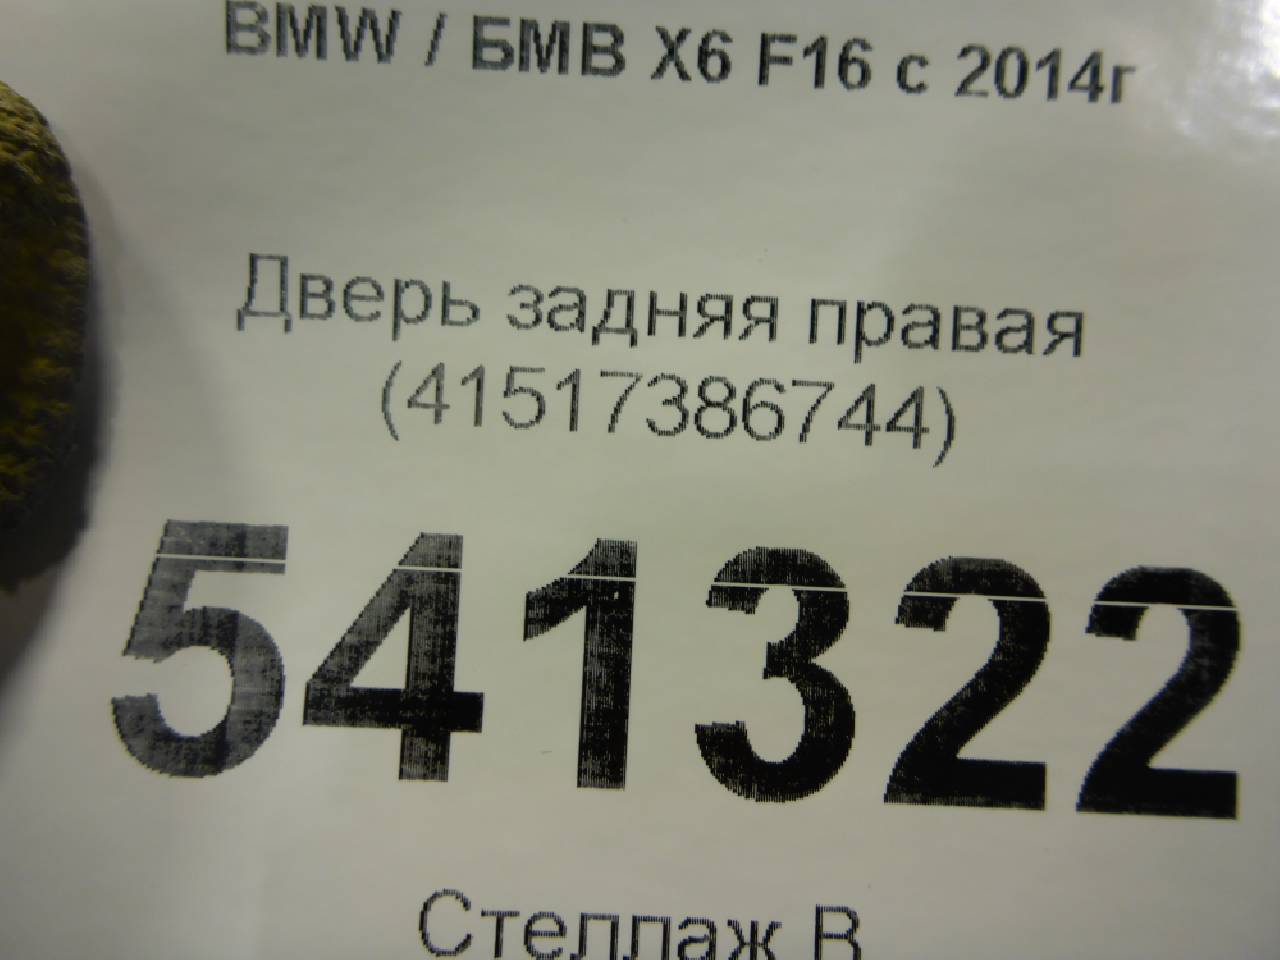 BMW / БМВ X6 F16 с 2014г
Дверь задняя правая
(41517386744)
541322
Стеллаж В